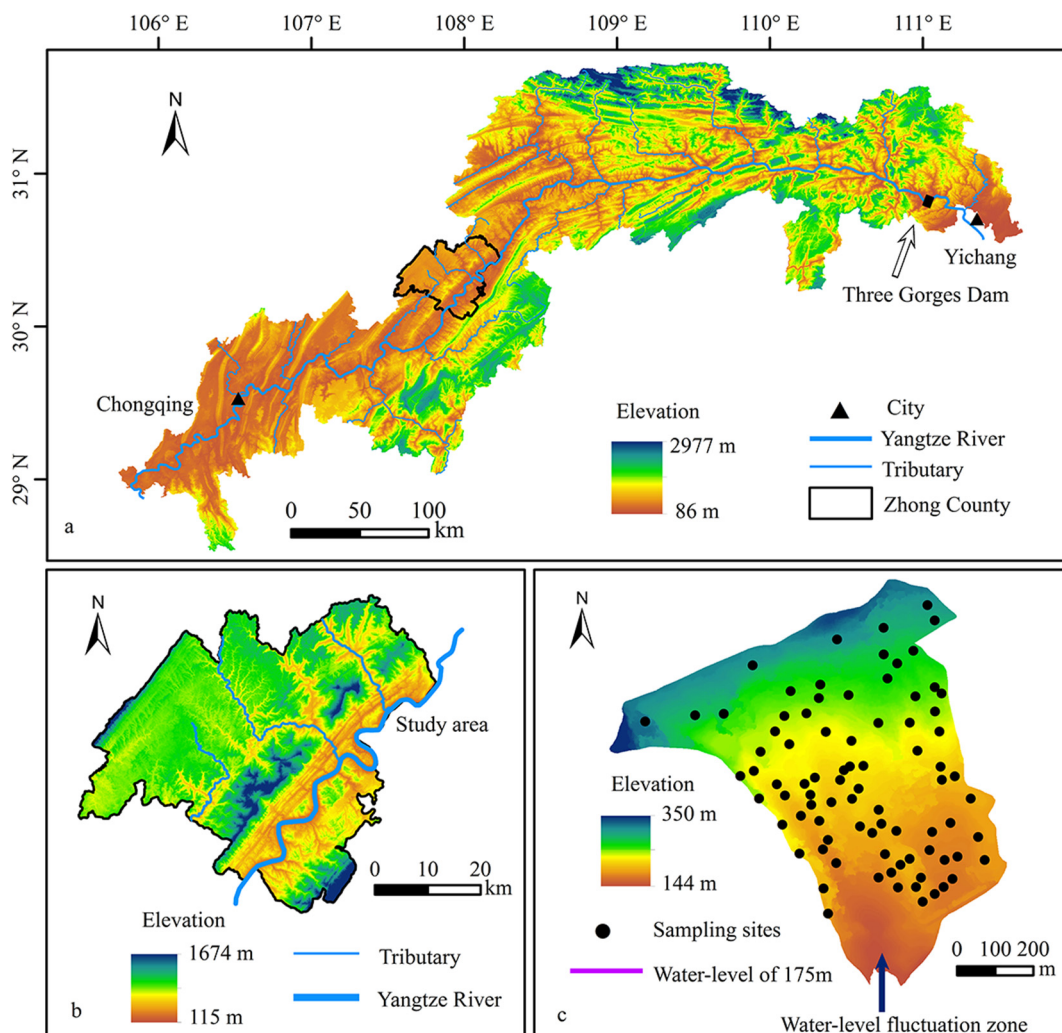 106° E 107° E 108° E 109° E 110° E 111° E
31° N
30° N
29° N
N
Yichang
Three Gorges Dam
Chongqing
Elevation
2977 m
86 m
City
Yangtze River
Tributary
Zhong County
0 50 100
km
a
N
Study area
0 10 20
km
Elevation
1674 m
115 m
Tributary
Yangtze River
b
N
Elevation
350 m
144 m
Sampling sites
Water-level of 175m
0 100 200
m
Water-level fluctuation zone
c